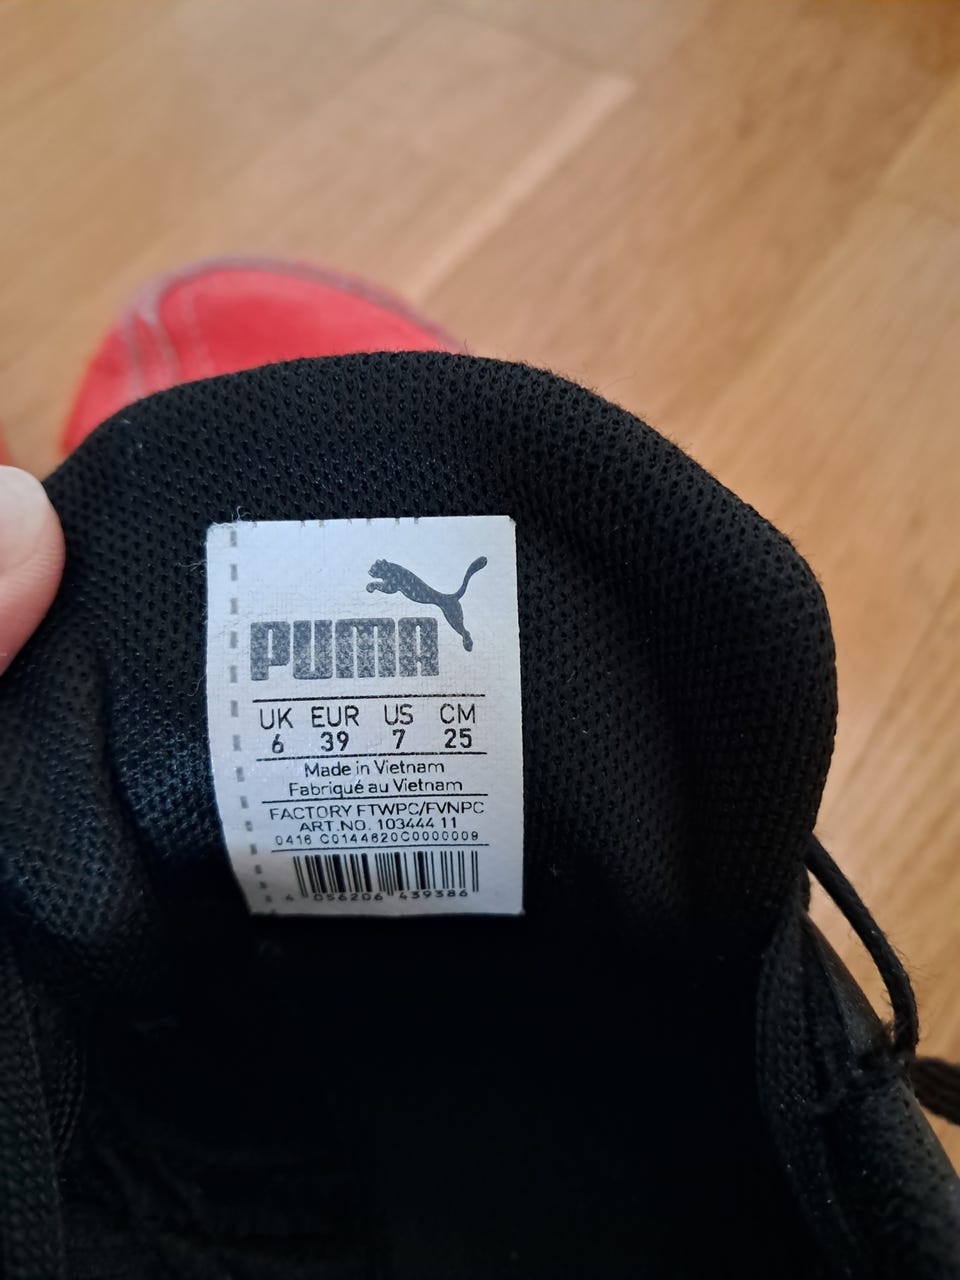 PUMA
UK EUR US CM
6 39 7 25
Made in Vietnam
Fabriqué au Vietnam
FACTORY FTWPC/FVNPC
ART.NO. 103444 11
0416 C0144620C0000009
4 056206 439386